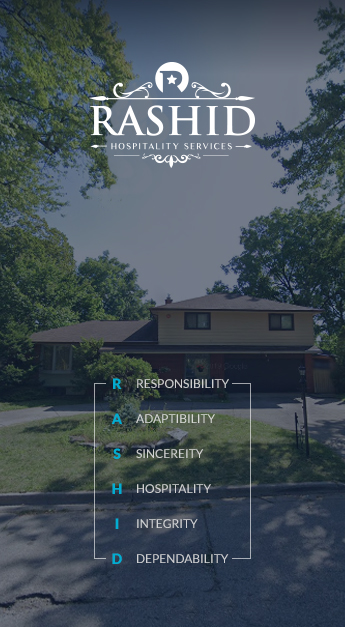 RASHID
HOSPITALITY SERVICES
R RESPONSIBILITY
A ADAPTIBILITY
S SINCEREITY
H HOSPITALITY
I INTEGRITY
D DEPENDABILITY